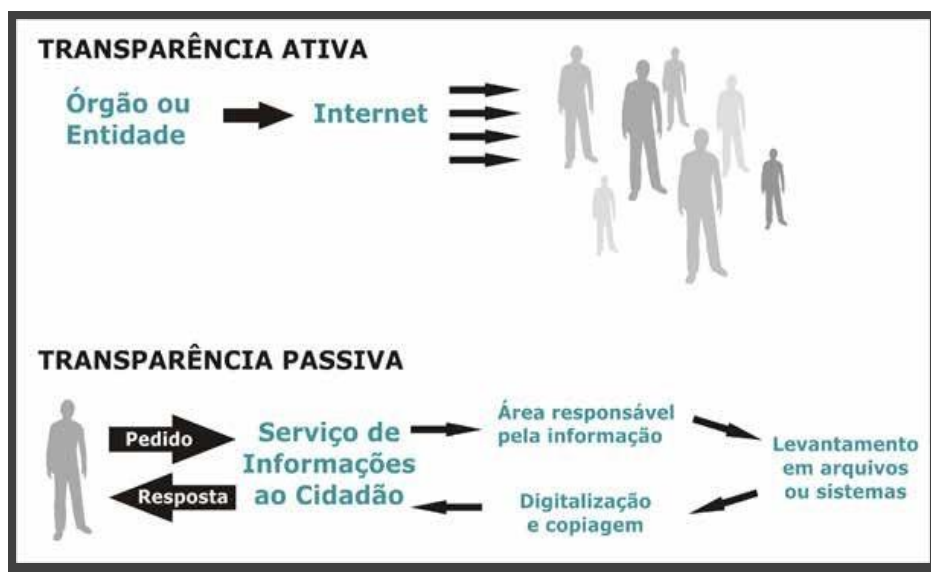 TRANSPARÊNCIA ATIVA
Órgão ou
Entidade
Internet
TRANSPARÊNCIA PASSIVA
Pedido
Resposta
Serviço de
Informações
ao Cidadão
Área responsável
pela informação
Levantamento
em arquivos
ou sistemas
Digitalização
e copiagem